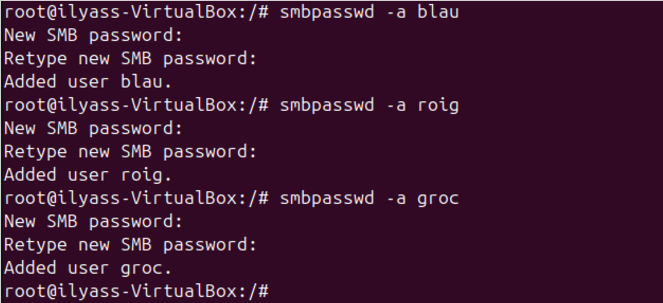 root@ilyass-VirtualBox:/# smbpasswd -a blau
New SMB password:
Retype new SMB password:
Added user blau.
root@ilyass-VirtualBox:/# smbpasswd -a roig
New SMB password:
Retype new SMB password:
Added user roig.
root@ilyass-VirtualBox:/# smbpasswd -a groc
New SMB password:
Retype new SMB password:
Added user groc.
root@ilyass-VirtualBox:/#